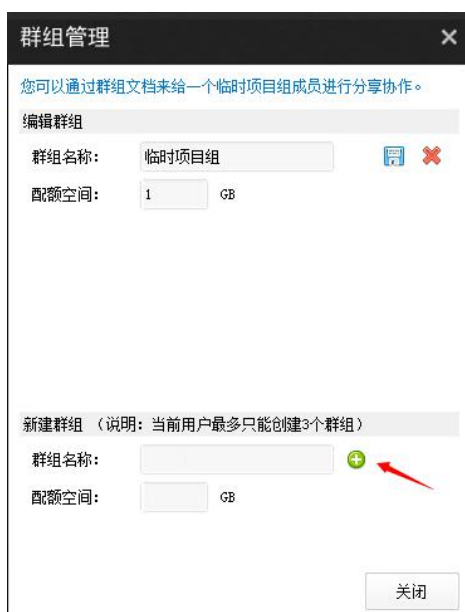 群组管理
您可以通过群组文档来给一个临时项目组成员进行分享协作。
编辑群组
群组名称： 临时项目组
配额空间： 1 GB
新建群组 （说明：当前用户最多只能创建3个群组）
群组名称：
配额空间： GB
关闭